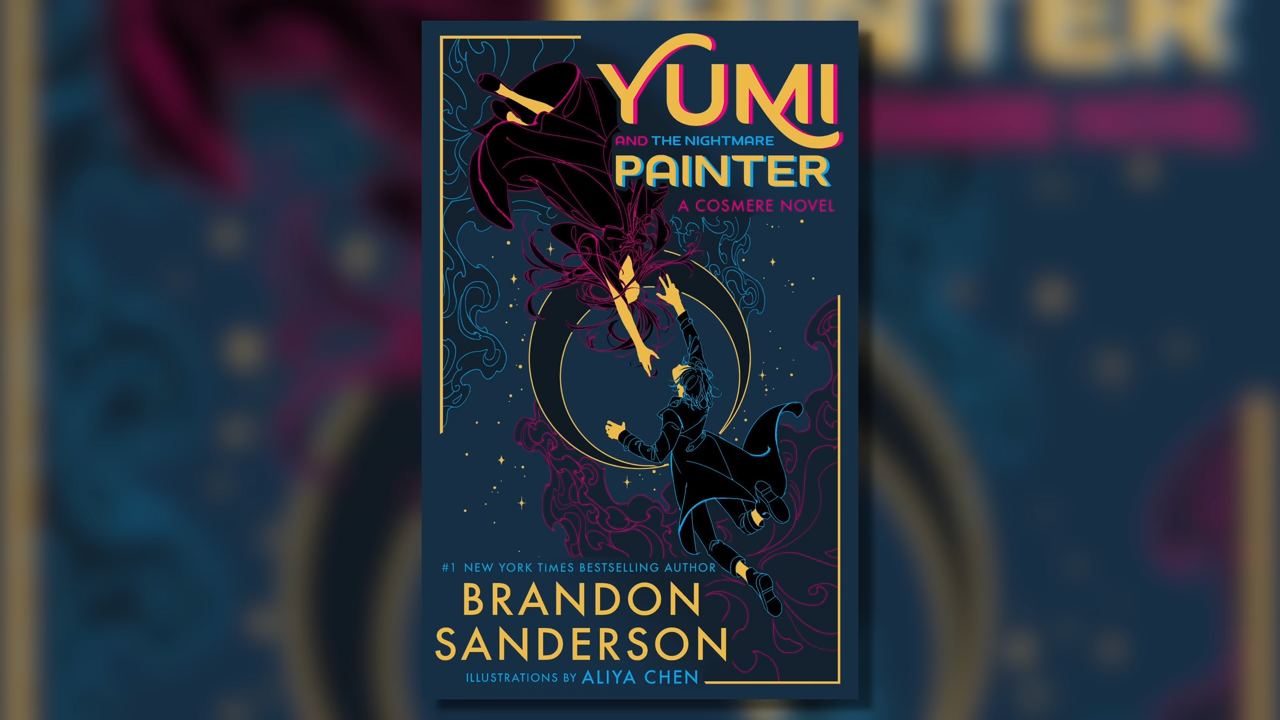 YUMI
AND THE NIGHTMARE
PAINTER
A COSMERE NOVEL
#1 NEW YORK TIMES BESTSELLING AUTHOR
BRANDON
SANDERSON
ILLUSTRATIONS BY ALIYA CHEN